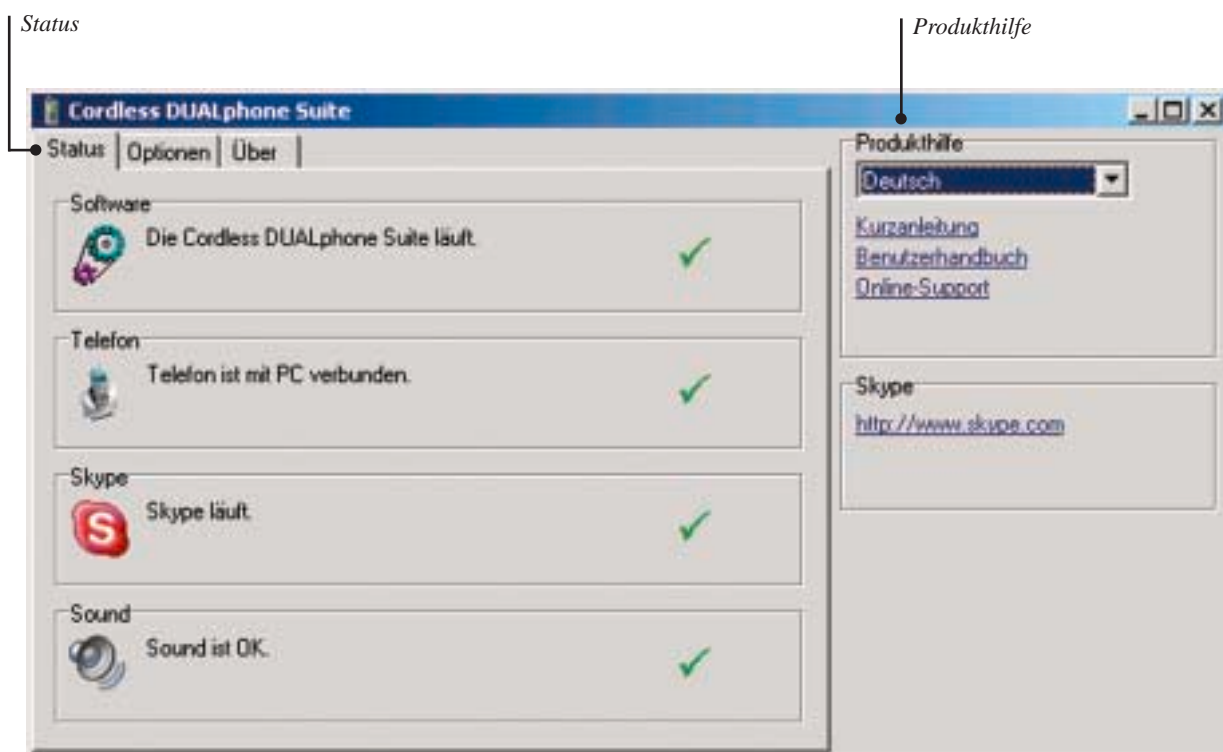 Status
Produkthilfe
Cordless DUALphone Suite
Status Optionen Über
Software
Die Cordless DUALphone Suite läuft.
Telefon
Telefon ist mit PC verbunden.
Skype
S
Skype läuft.
Sound
Sound ist OK.
Produkthilfe
Deutsch
Kurzanleitung
Benutzerhandbuch
Online-Support
Skype
http://www.skype.com